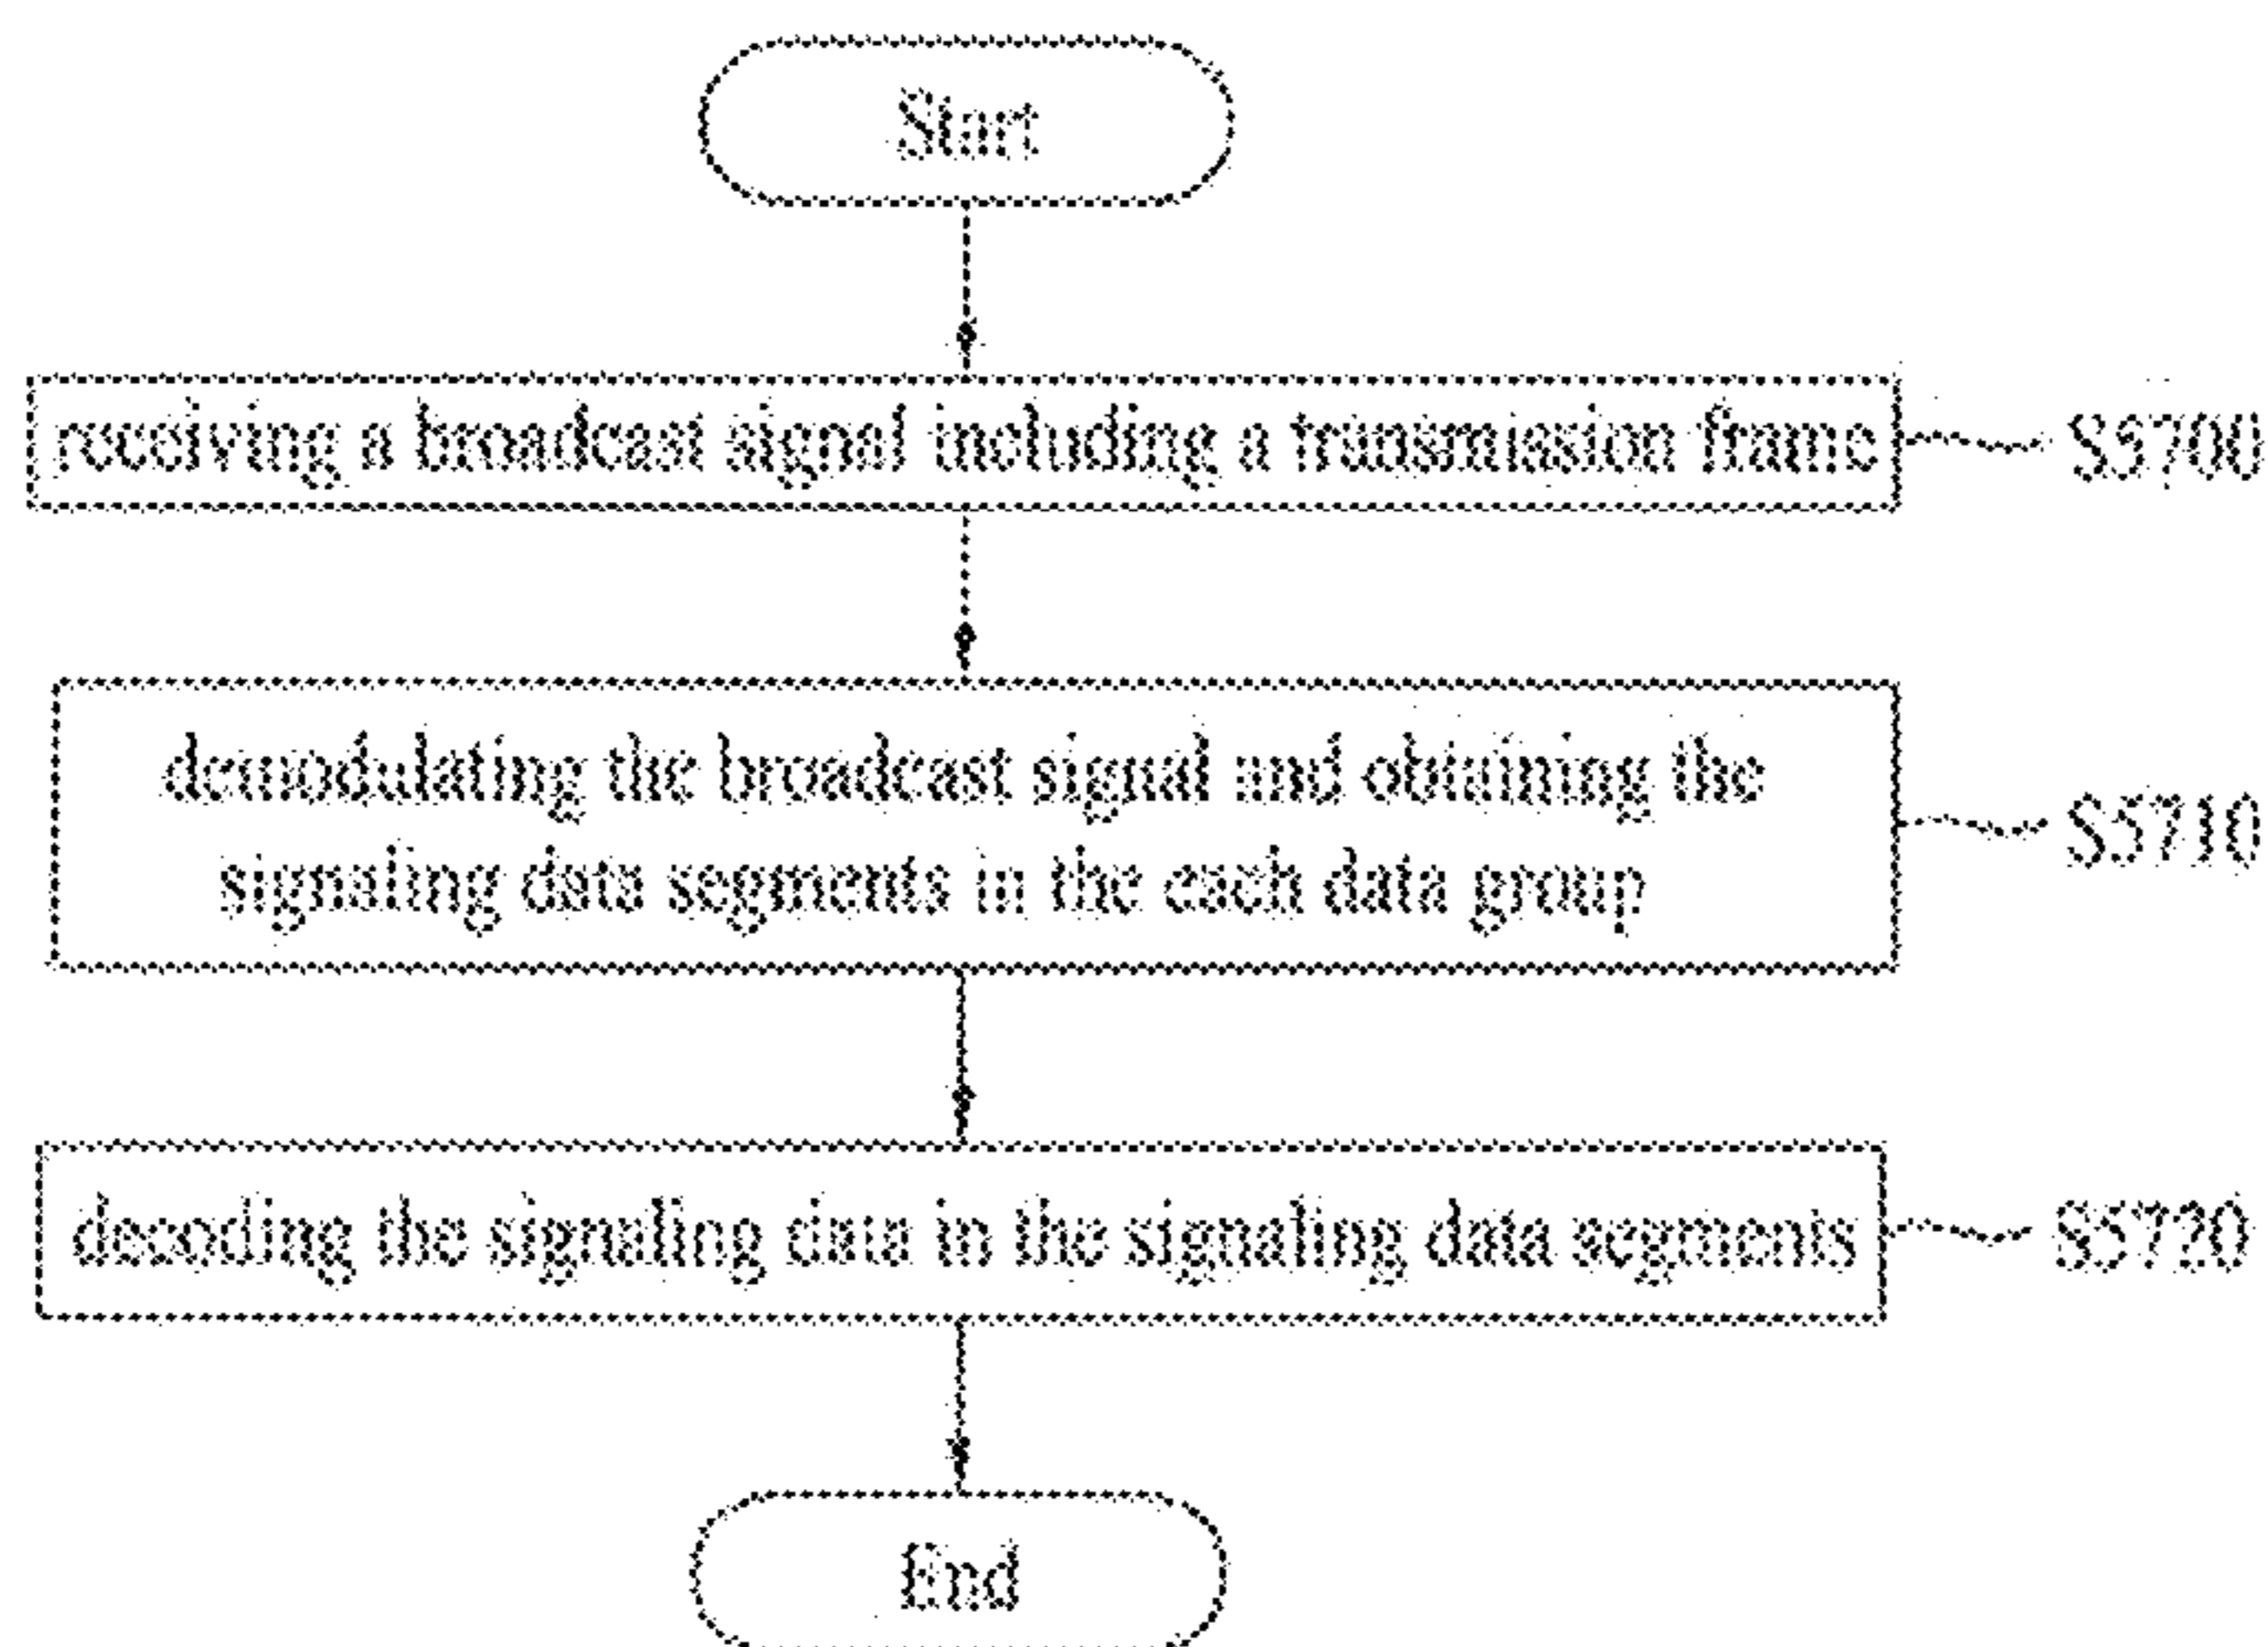 Start
receiving a broadcast signal including a transmission frame
S5700
demodulating the broadcast signal and obtaining the
signaling data segments in the each data group
S5710
decoding the signaling data in the signaling data segments
S5720
End